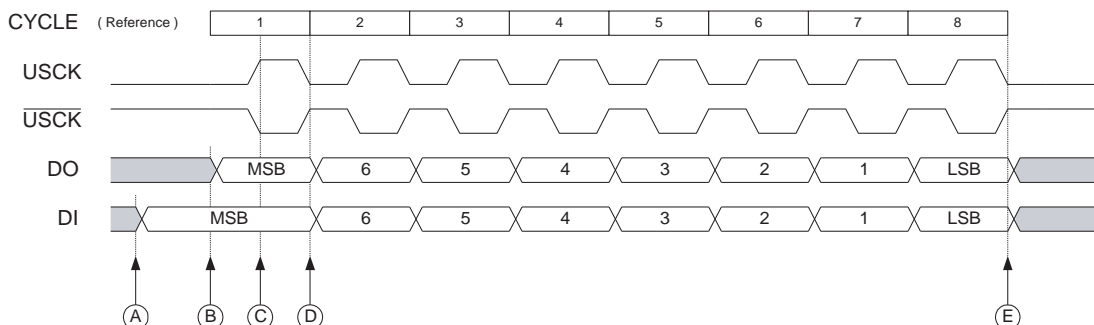 CYCLE ( Reference ) 1 2 3 4 5 6 7 8
USCK
USCK
DO MSB 6 5 4 3 2 1 LSB
DI MSB 6 5 4 3 2 1 LSB
A B C D E